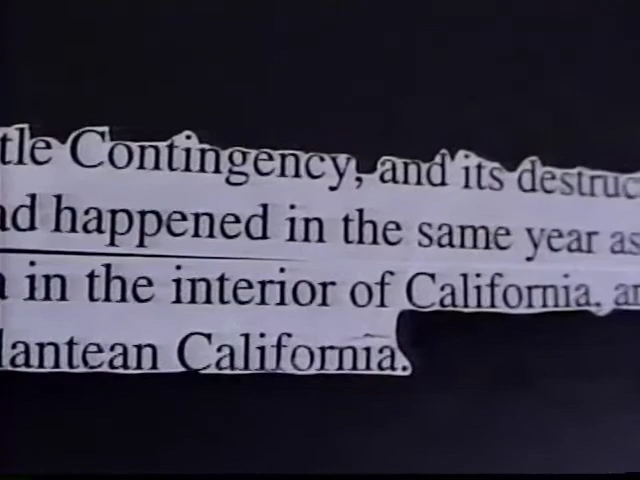 tle Contingency, and its destruc
ad happened in the same year as
in the interior of California, ar
lantean California.